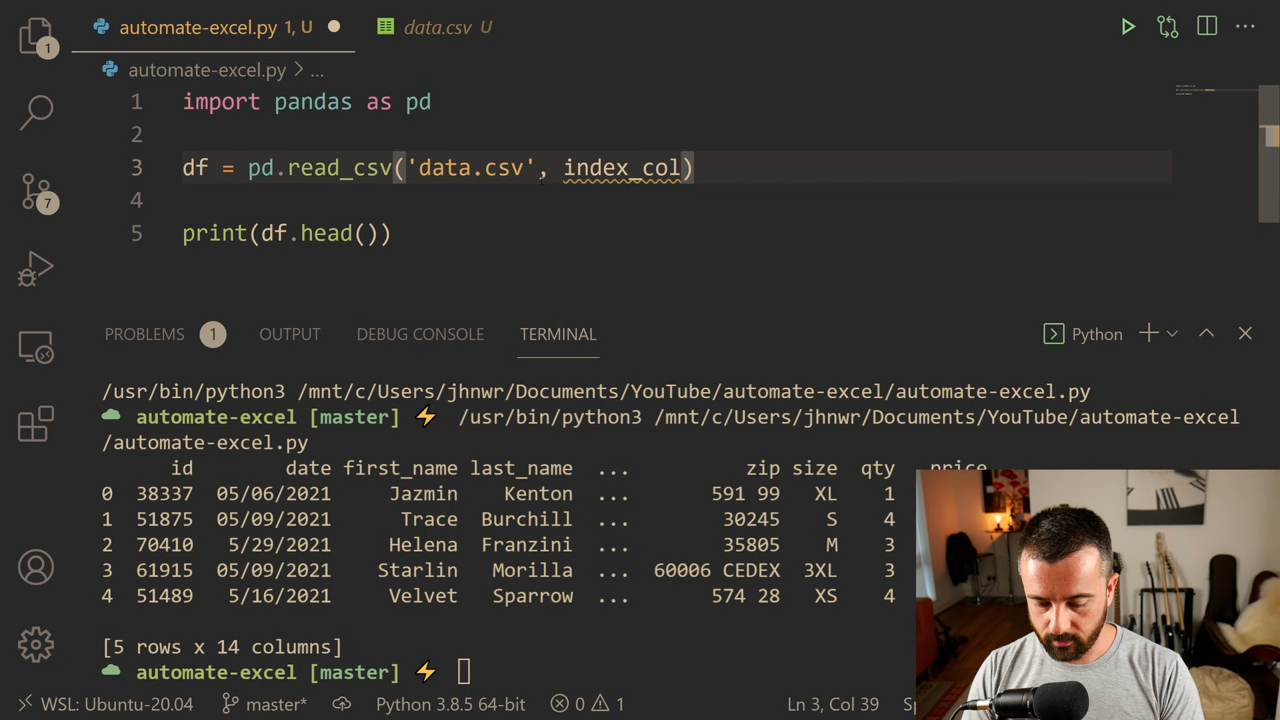 automate-excel.py 1, U
data.csv U
1
automate-excel.py > ...
1 import pandas as pd
2
3 df = pd.read_csv('data.csv', index_col)
4
5 print(df.head())
7
PROBLEMS 1 OUTPUT DEBUG CONSOLE TERMINAL Python
/usr/bin/python3 /mnt/c/Users/jhnwr/Documents/YouTube/automate-excel/automate-excel.py
automate-excel [master] ⚡ /usr/bin/python3 /mnt/c/Users/jhnwr/Documents/YouTube/automate-excel
/automate-excel.py
id date first_name last_name ... zip size qty price
0 38337 05/06/2021 Jazmin Kenton ... 591 99 XL 1
1 51875 05/09/2021 Trace Burchill ... 30245 S 4
2 70410 5/29/2021 Helena Franzini ... 35805 M 3
3 61915 05/09/2021 Starlin Morilla ... 60006 CEDEX 3XL 3
4 51489 5/16/2021 Velvet Sparrow ... 574 28 XS 4
[5 rows x 14 columns]
automate-excel [master] ⚡
WSL: Ubuntu-20.04 master* Python 3.8.5 64-bit 0 1 Ln 3, Col 39